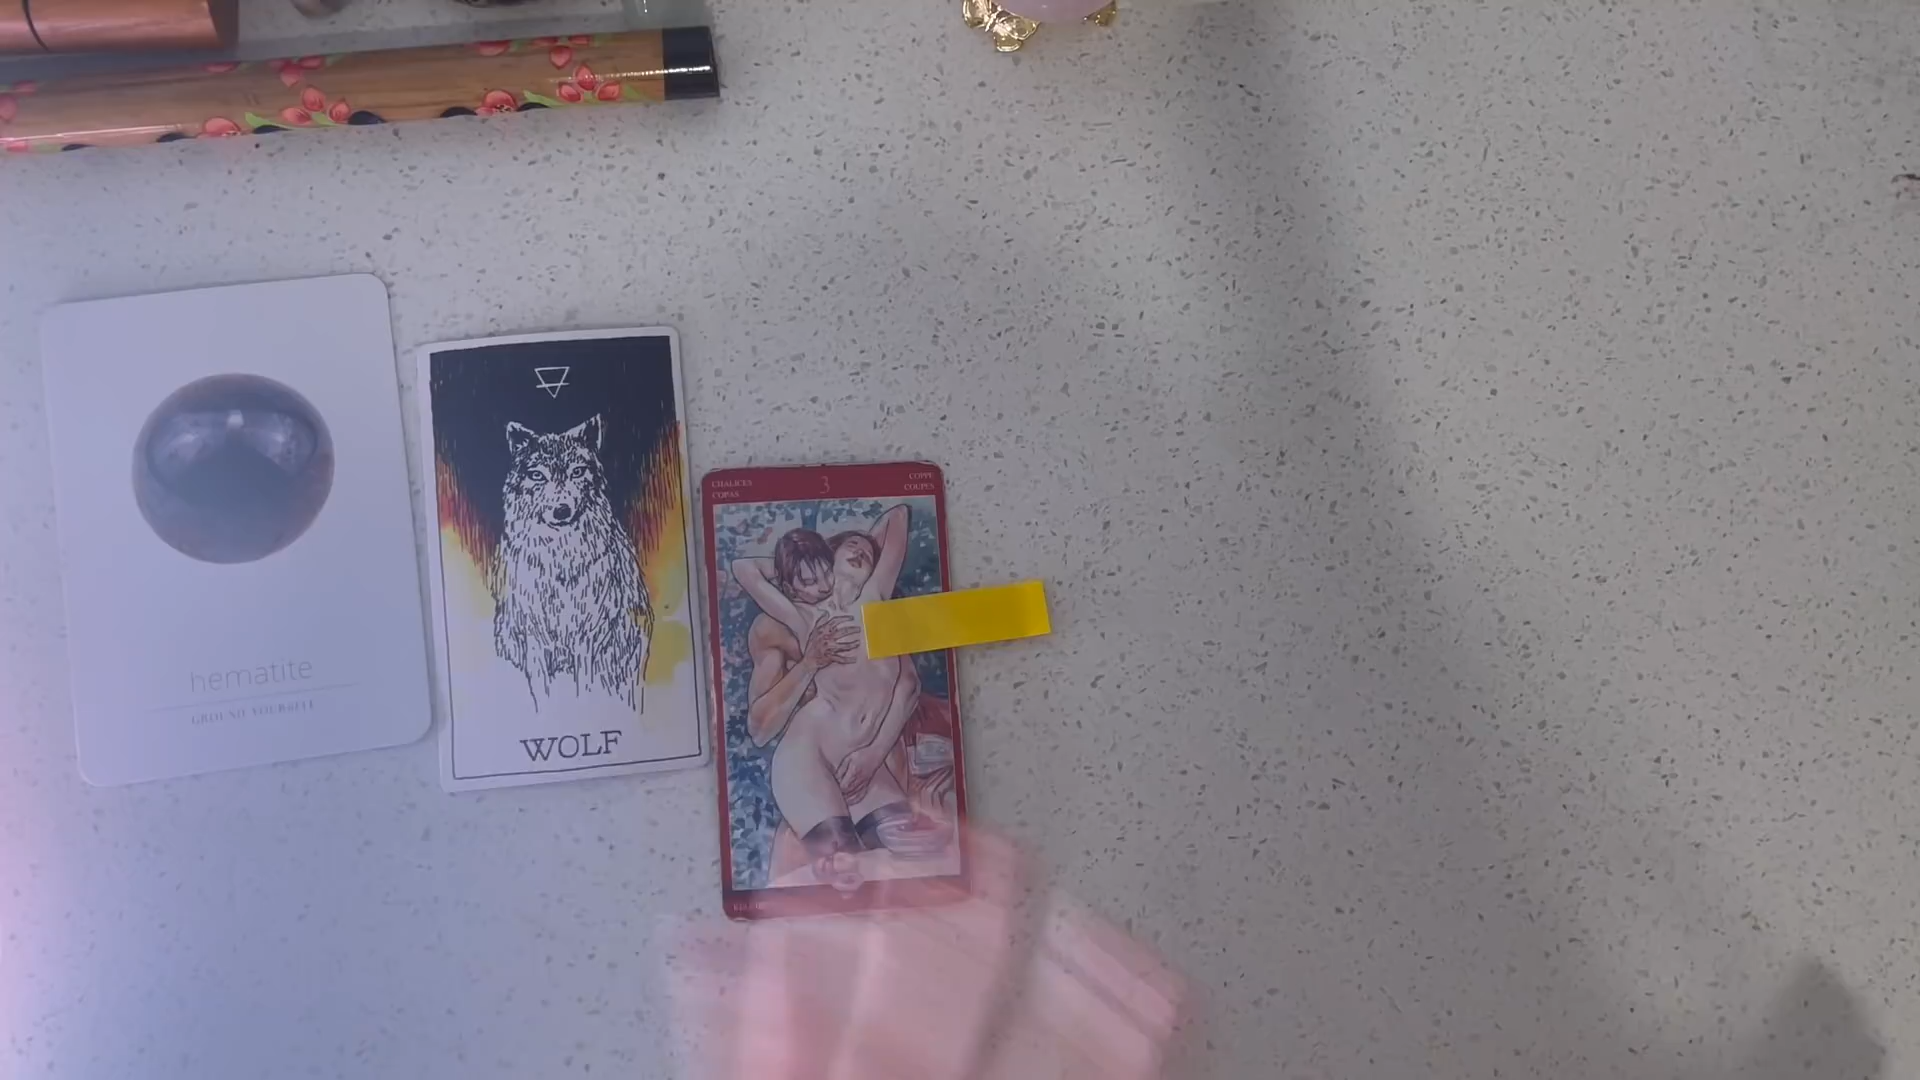 hematite
GROUND YOURSELF
WOLF
CHALICES
COPAS
3
COPPE
COUPES